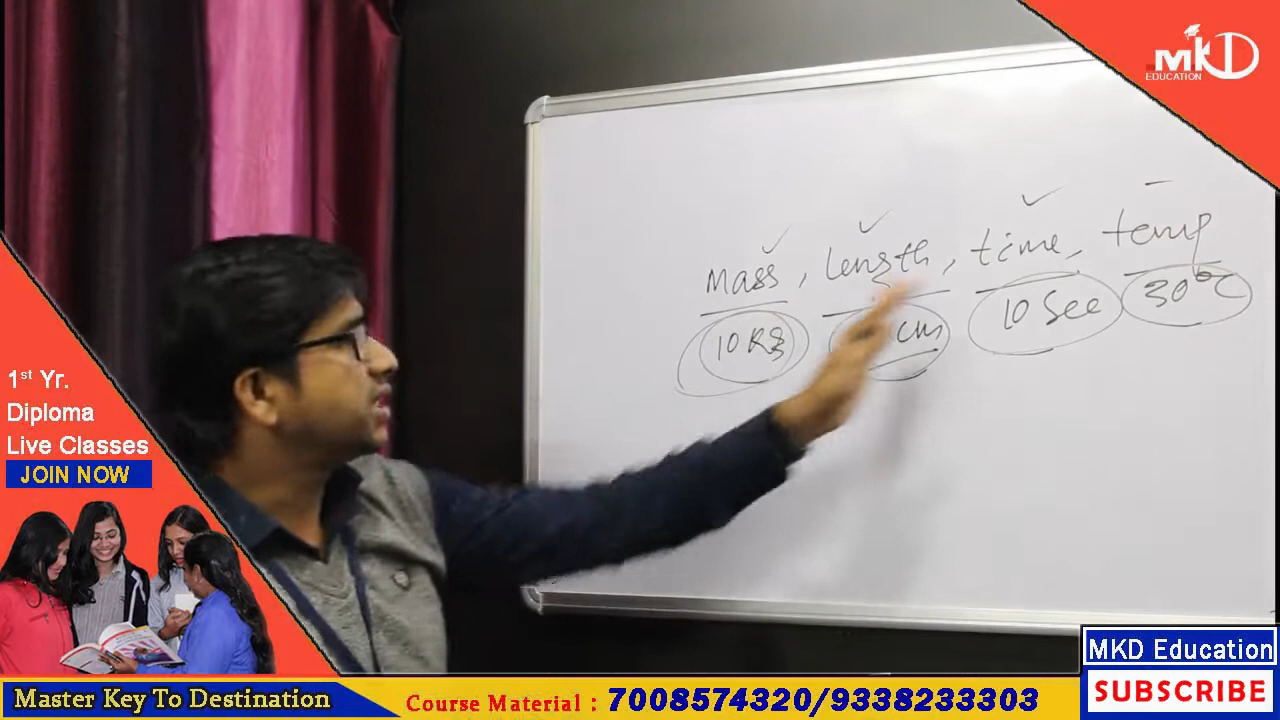 MKD
EDUCATION
mass, length, time, temp
10 Kg cm 10 Sec 30°C
1st Yr.
Diploma
Live Classes
JOIN NOW
MKD Education
SUBSCRIBE
Master Key To Destination
Course Material : 7008574320/9338233303